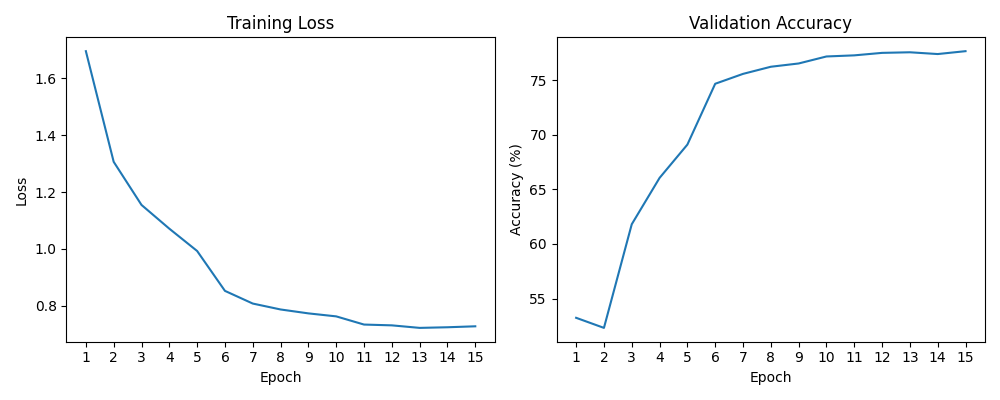 Training Loss
Loss
1.6
1.4
1.2
1.0
0.8
1 2 3 4 5 6 7 8 9 10 11 12 13 14 15
Epoch
Validation Accuracy
Accuracy (%)
75
70
65
60
55
1 2 3 4 5 6 7 8 9 10 11 12 13 14 15
Epoch